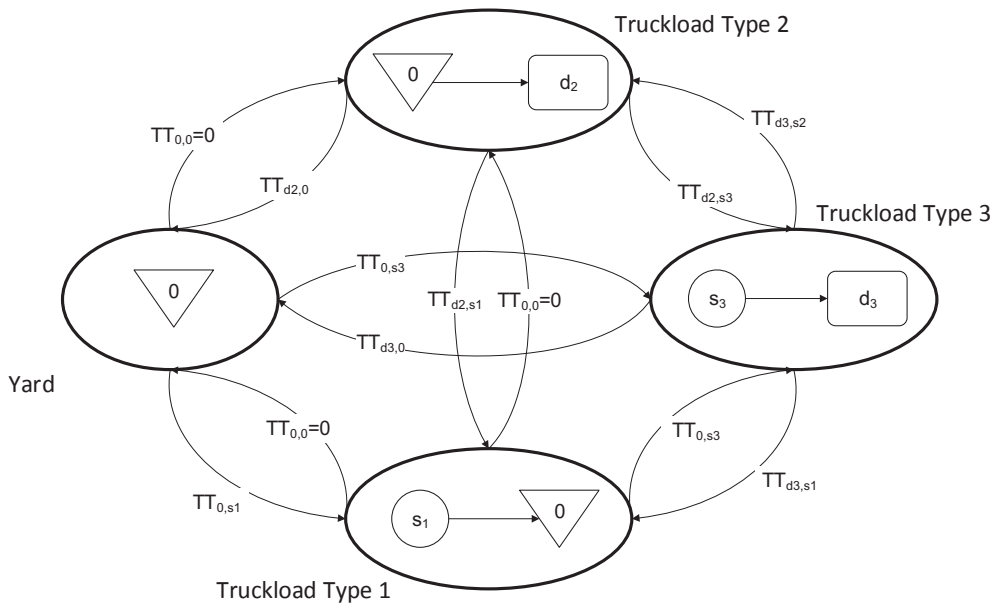 Truckload Type 2
0
d2
TT0,0=0
TTd3,s2
TTd2,0
TTd2,s3
Truckload Type 3
TT0,s3
0
TTd2,s1
TT0,0=0
s3
d3
TTd3,0
Yard
TT0,0=0
TT0,s3
TT0,s1
TTd3,s1
s1
0
Truckload Type 1